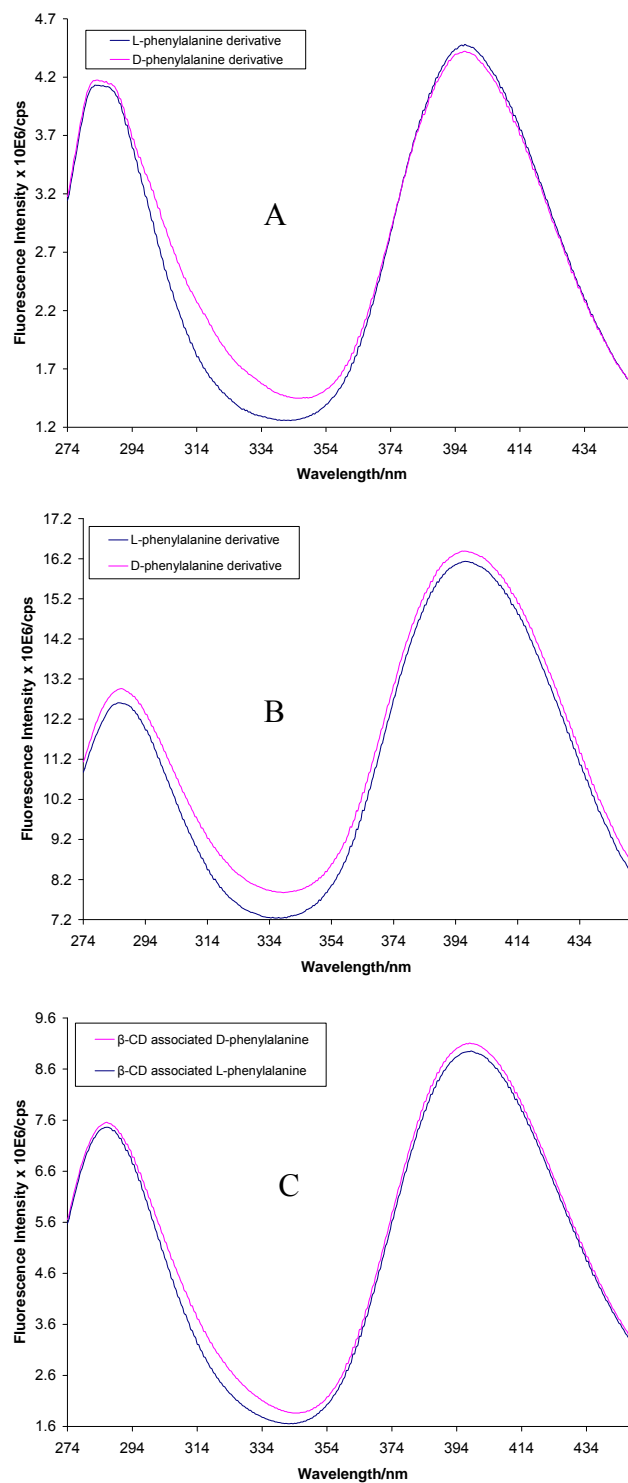 4.7
L-phenylalanine derivative
D-phenylalanine derivative
4.2
3.7
3.2
A
2.7
2.2
1.7
1.2
Fluorescence Intensity x 10E6/cps
274 294 314 334 354 374 394 414 434
Wavelength/nm
17.2
L-phenylalanine derivative
16.2
D-phenylalanine derivative
15.2
14.2
13.2
12.2
B
11.2
10.2
9.2
8.2
7.2
Fluorescence Intensity x 10E6/cps
274 294 314 334 354 374 394 414 434
Wavelength/nm
9.6
β-CD associated D-phenylalanine
8.6
β-CD associated L-phenylalanine
7.6
6.6
C
5.6
4.6
3.6
2.6
1.6
Fluorescence Intensity x 10E6/cps
274 294 314 334 354 374 394 414 434
Wavelength/nm